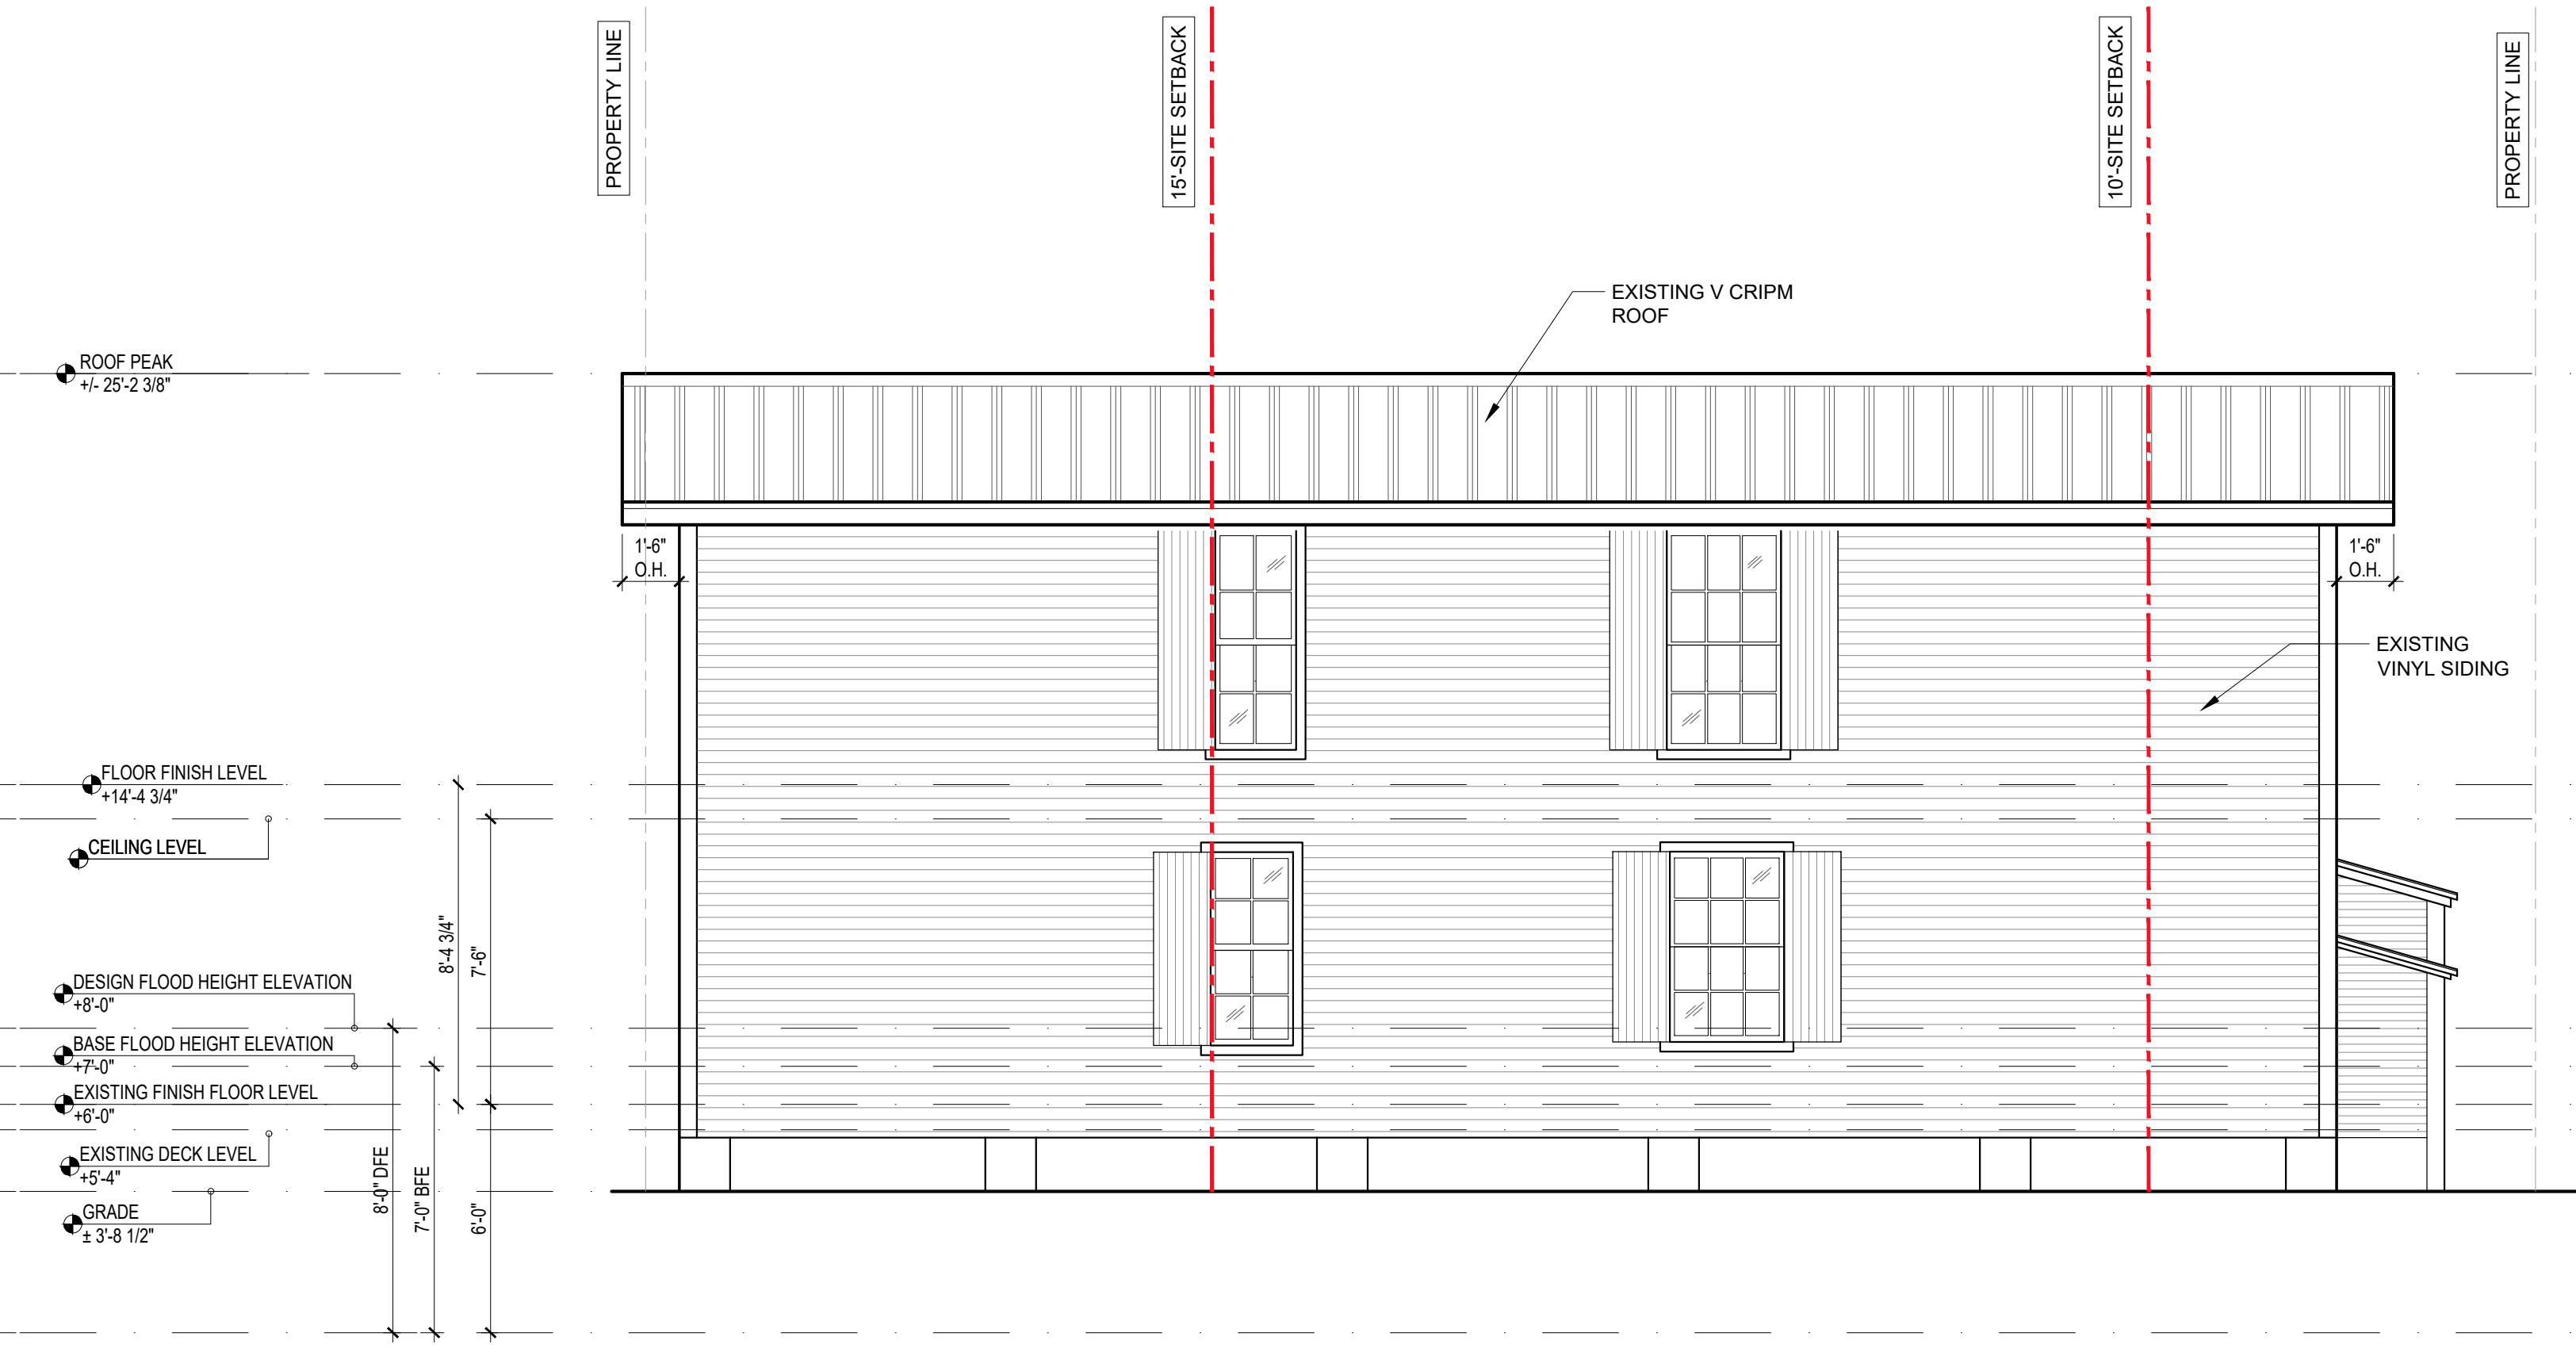 PROPERTY LINE
15'-SITE SETBACK
10'-SITE SETBACK
PROPERTY LINE
EXISTING V CRIPM
ROOF
ROOF PEAK
+/- 25'-2 3/8"
1'-6"
O.H.
1'-6"
O.H.
EXISTING
VINYL SIDING
FLOOR FINISH LEVEL
+14'-4 3/4"
CEILING LEVEL
8'-4 3/4"
7'-6"
DESIGN FLOOD HEIGHT ELEVATION
+8'-0"
BASE FLOOD HEIGHT ELEVATION
+7'-0"
EXISTING FINISH FLOOR LEVEL
+6'-0"
EXISTING DECK LEVEL
+5'-4"
GRADE
± 3'-8 1/2"
8'-0" DFE
7'-0" BFE
6'-0"